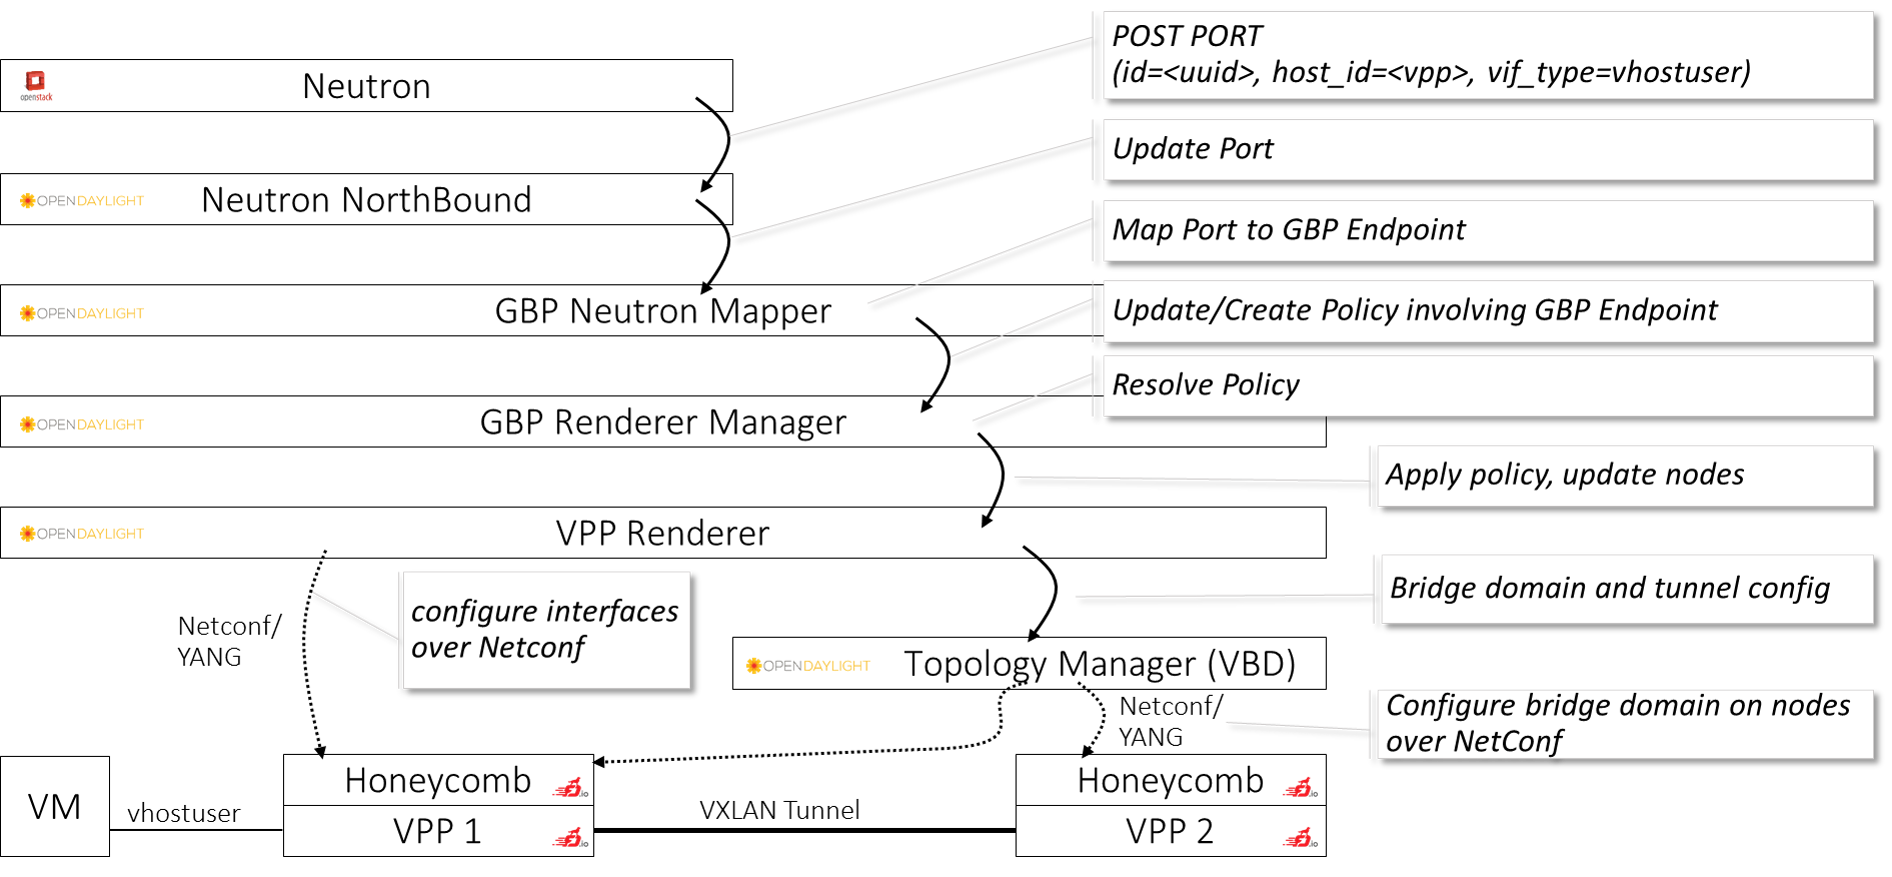 POST PORT
(id=<uuid>, host_id=<vpp>, vif_type=vhostuser)
openstack
Neutron
Update Port
OPENDAYLIGHT
Neutron NorthBound
Map Port to GBP Endpoint
OPENDAYLIGHT
GBP Neutron Mapper
Update/Create Policy involving GBP Endpoint
Resolve Policy
OPENDAYLIGHT
GBP Renderer Manager
Apply policy, update nodes
OPENDAYLIGHT
VPP Renderer
Bridge domain and tunnel config
Netconf/
YANG
configure interfaces
over Netconf
OPENDAYLIGHT
Topology Manager (VBD)
Netconf/
YANG
Configure bridge domain on nodes
over NetConf
VM
vhostuser
Honeycomb
.io
VPP 1
.io
VXLAN Tunnel
Honeycomb
.io
VPP 2
.io